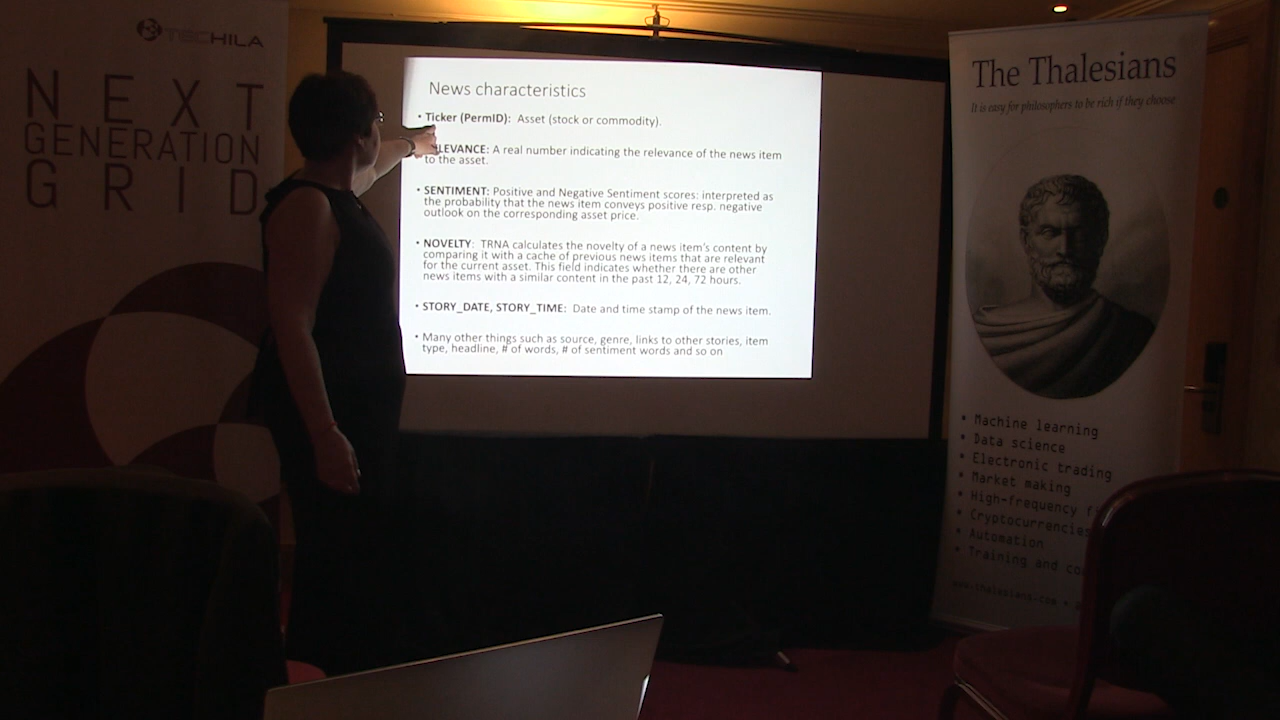 TECHILA
NEXT
GENERATION
GRID
News characteristics
• Ticker (PermID): Asset (stock or commodity).
LEVANCE: A real number indicating the relevance of the news item
to the asset.
• SENTIMENT: Positive and Negative Sentiment scores: interpreted as
the probability that the news item conveys positive resp. negative
outlook on the corresponding asset price.
• NOVELTY: TRNA calculates the novelty of a news item's content by
comparing it with a cache of previous news items that are relevant
for the current asset. This field indicates whether there are other
news items with a similar content in the past 12, 24, 72 hours.
• STORY_DATE, STORY_TIME: Date and time stamp of the news item.
• Many other things such as source, genre, links to other stories, item
type, headline, # of words, # of sentiment words and so on
The Thalesians
It is easy for philosophers to be rich if they choose
• Machine learning
• Data science
• Electronic trading
• Market making
• High-frequency
• Cryptocurrencies
• Automation
• Training and
www.thalesians.com